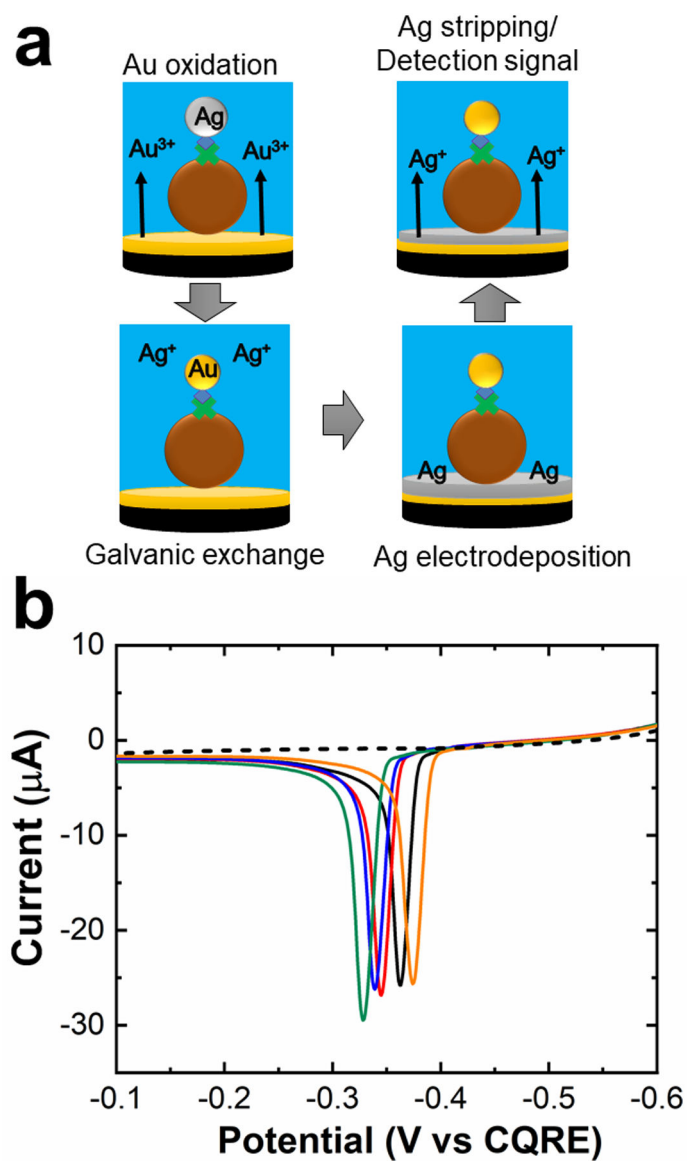 a
Au oxidation
Ag stripping/
Detection signal
Ag
Au³⁺ Au³⁺
Ag⁺ Ag⁺
Ag⁺ Ag⁺
Au
Ag Ag
Galvanic exchange
Ag electrodeposition
b
10
0
-10
-20
-30
-35
Current (μA)
-0.1 -0.2 -0.3 -0.4 -0.5 -0.6
Potential (V vs CQRE)